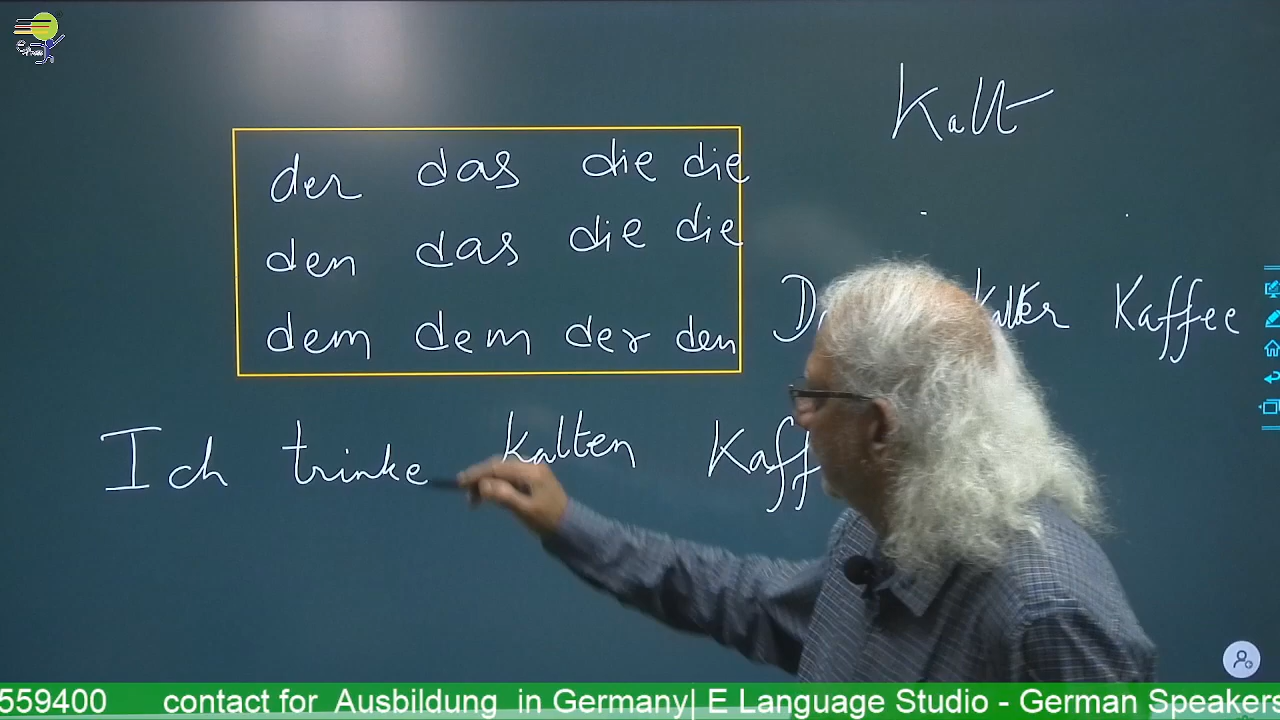 Kalt
der das die die
den das die die
dem dem der den
kalter Kaffee
Ich trinke kalten Kaff
559400 contact for Ausbildung in Germany| E Language Studio - German Speakers